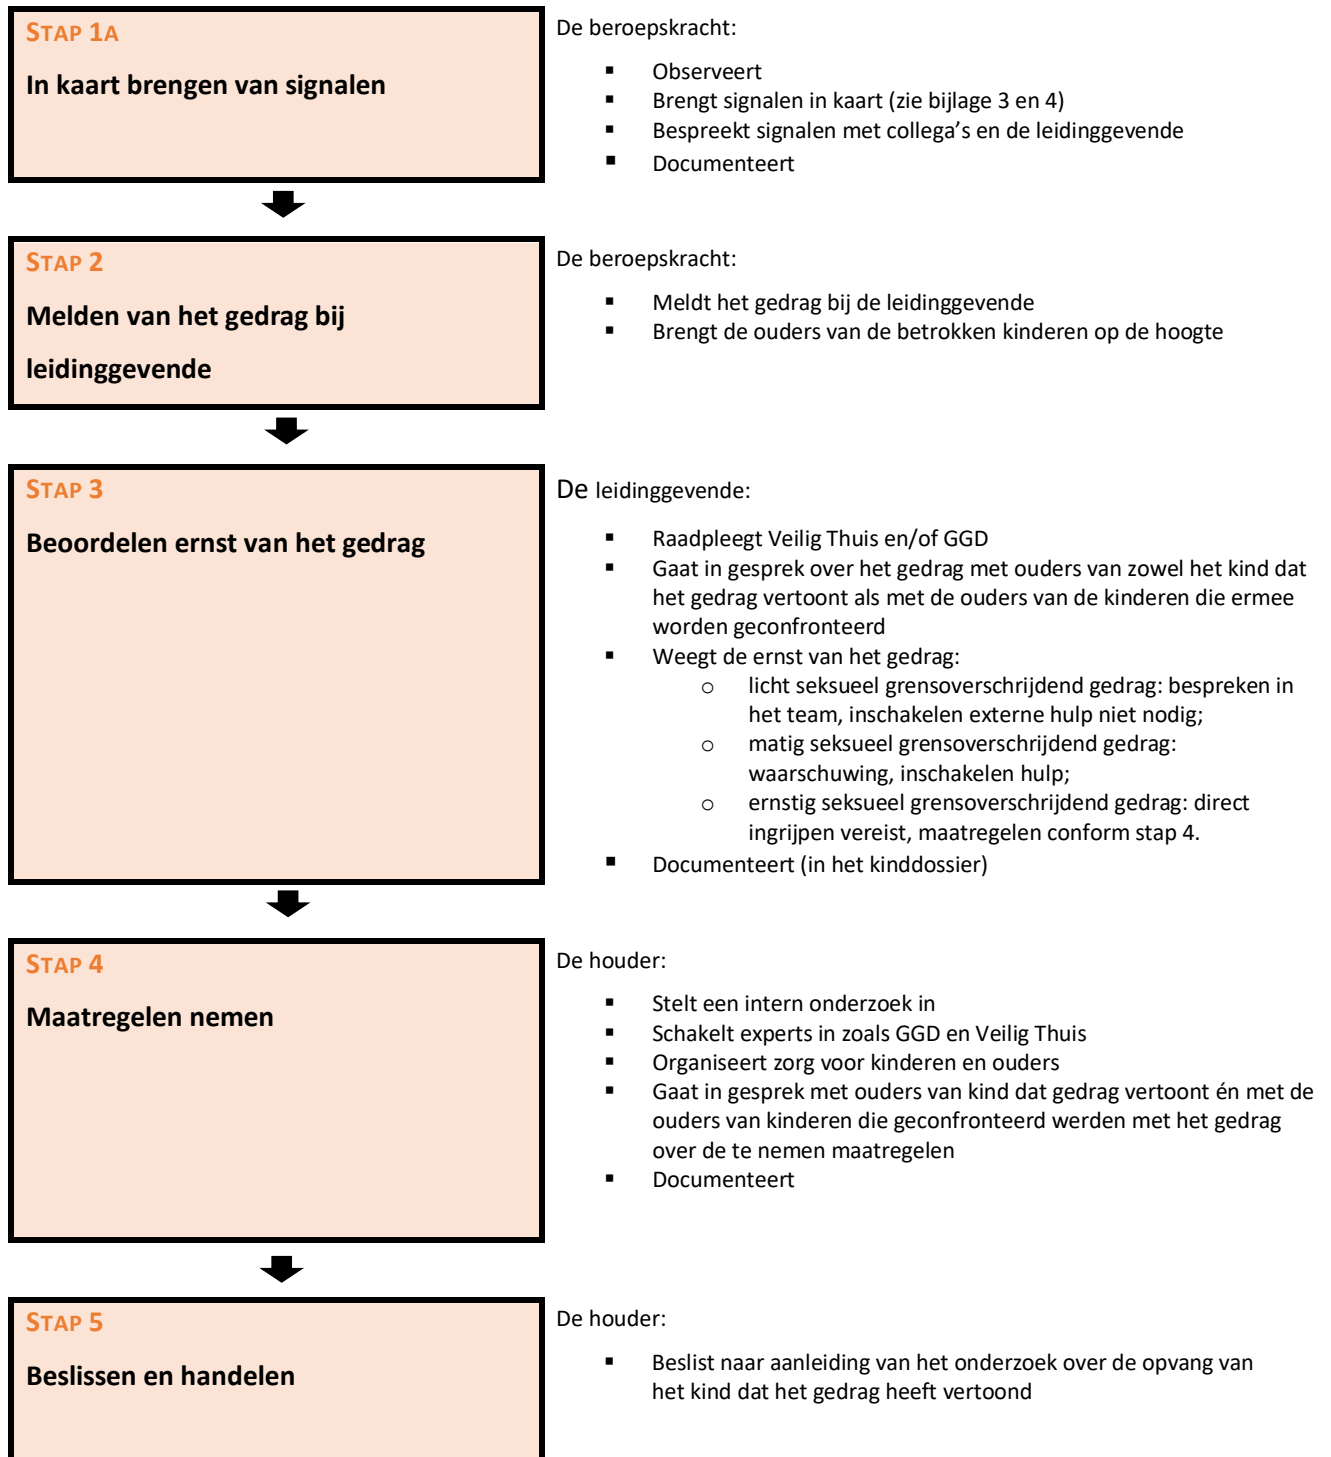 STAP 1A
In kaart brengen van signalen
De beroepskracht:
▪ Observeert
▪ Brengt signalen in kaart (zie bijlage 3 en 4)
▪ Bespreekt signalen met collega’s en de leidinggevende
▪ Documenteert
STAP 2
Melden van het gedrag bij
leidinggevende
De beroepskracht:
▪ Meldt het gedrag bij de leidinggevende
▪ Brengt de ouders van de betrokken kinderen op de hoogte
STAP 3
Beoordelen ernst van het gedrag
De leidinggevende:
▪ Raadpleegt Veilig Thuis en/of GGD
▪ Gaat in gesprek over het gedrag met ouders van zowel het kind dat
het gedrag vertoont als met de ouders van de kinderen die ermee
worden geconfronteerd
▪ Weegt de ernst van het gedrag:
o licht seksueel grensoverschrijdend gedrag: bespreken in
het team, inschakelen externe hulp niet nodig;
o matig seksueel grensoverschrijdend gedrag:
waarschuwing, inschakelen hulp;
o ernstig seksueel grensoverschrijdend gedrag: direct
ingrijpen vereist, maatregelen conform stap 4.
▪ Documenteert (in het kinddossier)
STAP 4
Maatregelen nemen
De houder:
▪ Stelt een intern onderzoek in
▪ Schakelt experts in zoals GGD en Veilig Thuis
▪ Organiseert zorg voor kinderen en ouders
▪ Gaat in gesprek met ouders van kind dat gedrag vertoont én met de
ouders van kinderen die geconfronteerd werden met het gedrag
over de te nemen maatregelen
▪ Documenteert
STAP 5
Beslissen en handelen
De houder:
▪ Beslist naar aanleiding van het onderzoek over de opvang van
het kind dat het gedrag heeft vertoond